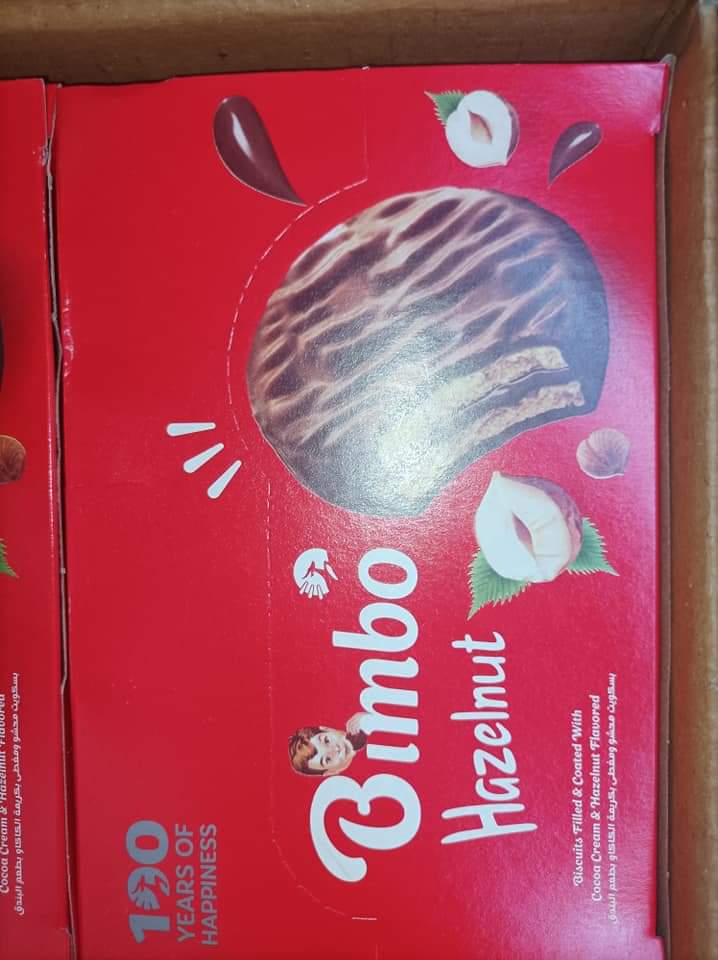 Bimbo
Hazelnut
Biscuits Filled & Coated With
Cocoa Cream & Hazelnut Flavored
بسكويت محشو ومغطى بكريمة الكاكاو بطعم البندق
100
YEARS OF
HAPPINESS
Cocoa Cream & Hazelnut Flavored
بسكويت محشو ومغطى بكريمة الكاكاو بطعم البندق